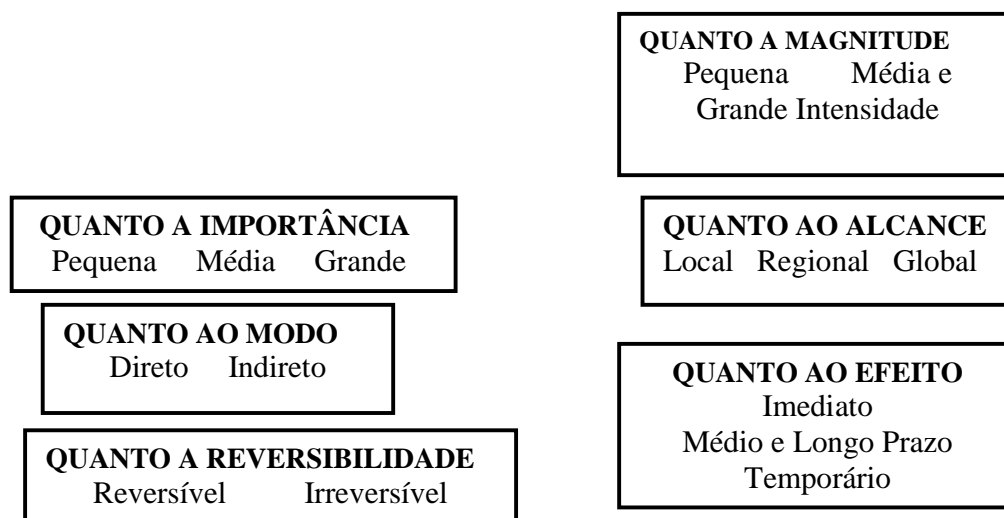 QUANTO A MAGNITUDE
Pequena Média e
Grande Intensidade
QUANTO A IMPORTÂNCIA
Pequena Média Grande
QUANTO AO ALCANCE
Local Regional Global
QUANTO AO MODO
Direto Indireto
QUANTO AO EFEITO
Imediato
Médio e Longo Prazo
Temporário
QUANTO A REVERSIBILIDADE
Reversível Irreversível